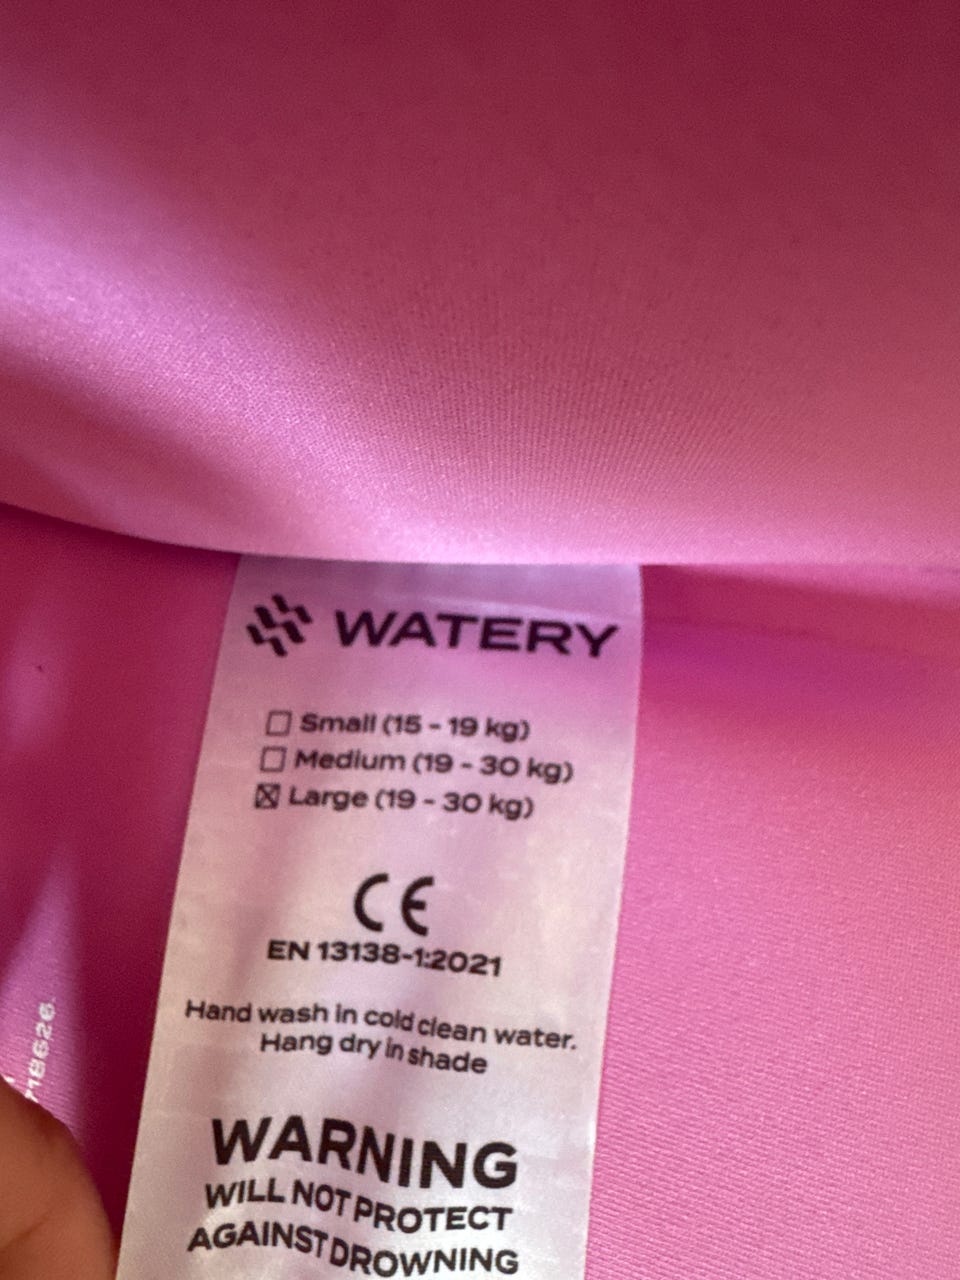 WATERY
☐ Small (15 - 19 kg)
☐ Medium (19 - 30 kg)
☒ Large (19 - 30 kg)
CE
EN 13138-1:2021
Hand wash in cold clean water.
Hang dry in shade
WARNING
WILL NOT PROTECT
AGAINST DROWNING
718626